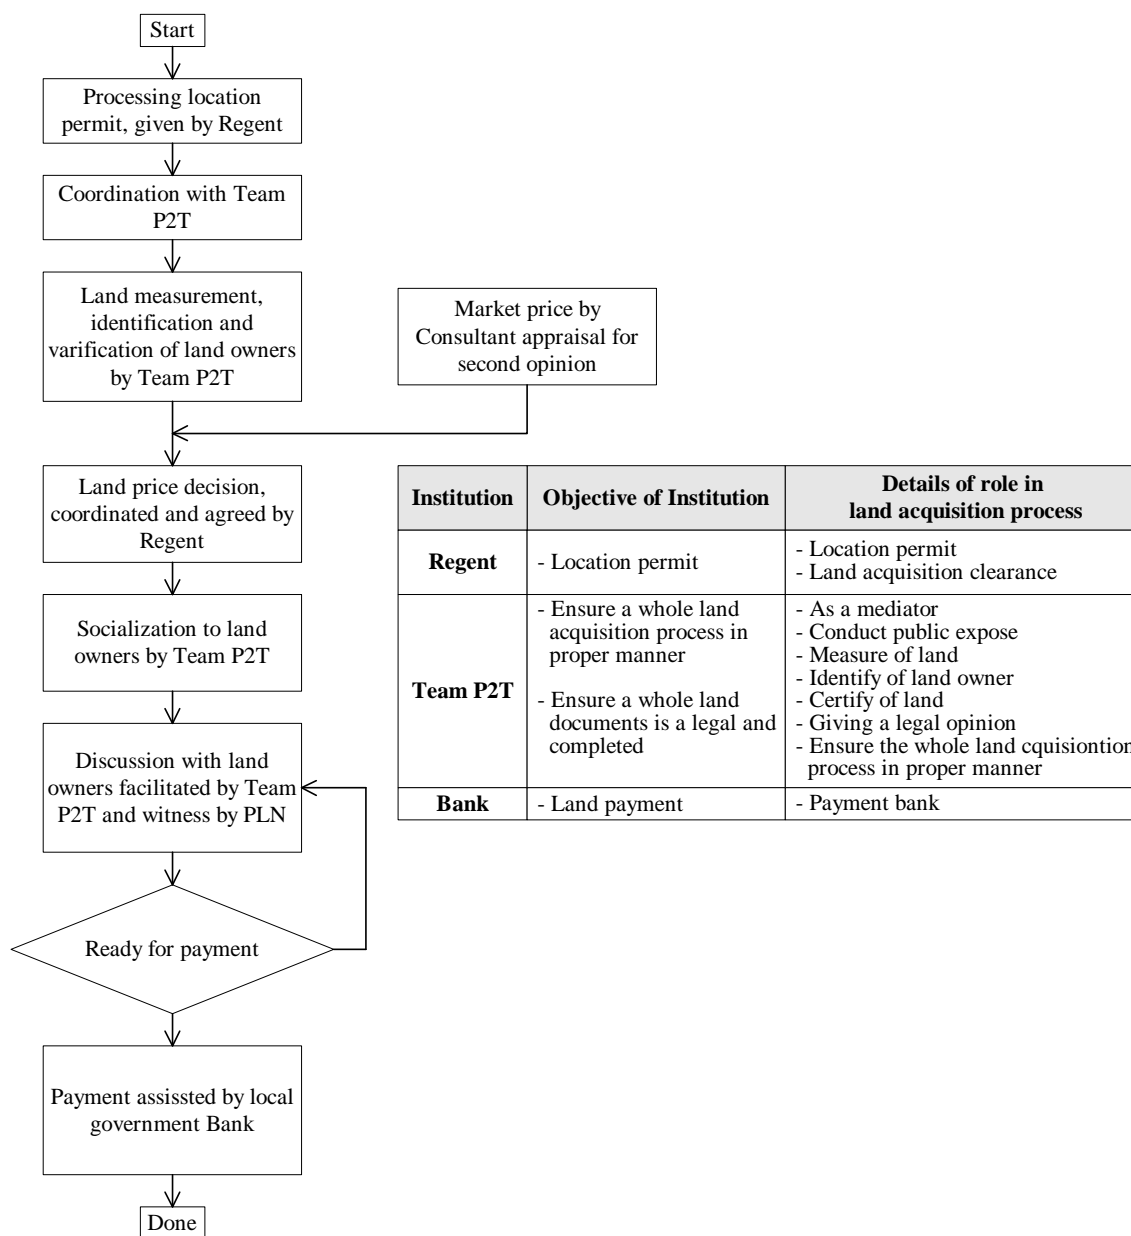 Start
Processing location
permit, given by Regent
Coordination with Team
P2T
Land measurement,
identification and
varification of land owners
by Team P2T
Market price by
Consultant appraisal for
second opinion
Land price decision,
coordinated and agreed by
Regent
Socialization to land
owners by Team P2T
Discussion with land
owners facilitated by Team
P2T and witness by PLN
Ready for payment
Payment assissted by local
government Bank
Done
Institution
Objective of Institution
Details of role in
land acquisition process
Regent
- Location permit
- Location permit
- Land acquisition clearance
Team P2T
- Ensure a whole land
acquisition process in
proper manner
- Ensure a whole land
documents is a legal and
completed
- As a mediator
- Conduct public expose
- Measure of land
- Identify of land owner
- Certify of land
- Giving a legal opinion
- Ensure the whole land cquisiontion
process in proper manner
Bank
- Land payment
- Payment bank